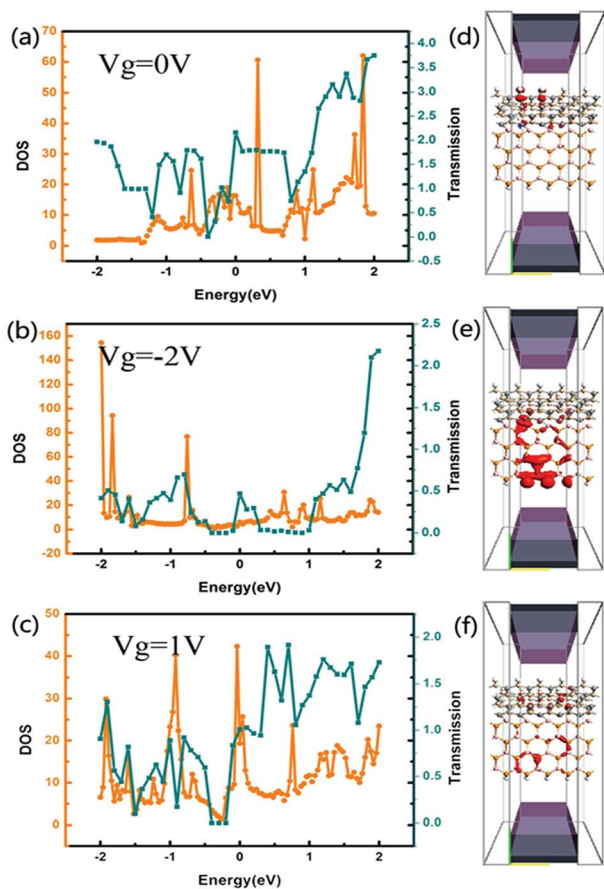 (a)
Vg=0V
DOS
70
60
50
40
30
20
10
0
4.0
3.5
3.0
2.5
2.0
1.5
1.0
0.5
0.0
-0.5
Transmission
-2 -1 0 1 2
Energy(eV)
(d)
(b)
Vg=-2V
DOS
160
140
120
100
80
60
40
20
0
-20
2.5
2.0
1.5
1.0
0.5
0.0
Transmission
-2 -1 0 1 2
Energy(eV)
(e)
(c)
Vg=1V
DOS
50
40
30
20
10
0
2.0
1.5
1.0
0.5
0.0
Transmission
-2 -1 0 1 2
Energy(eV)
(f)